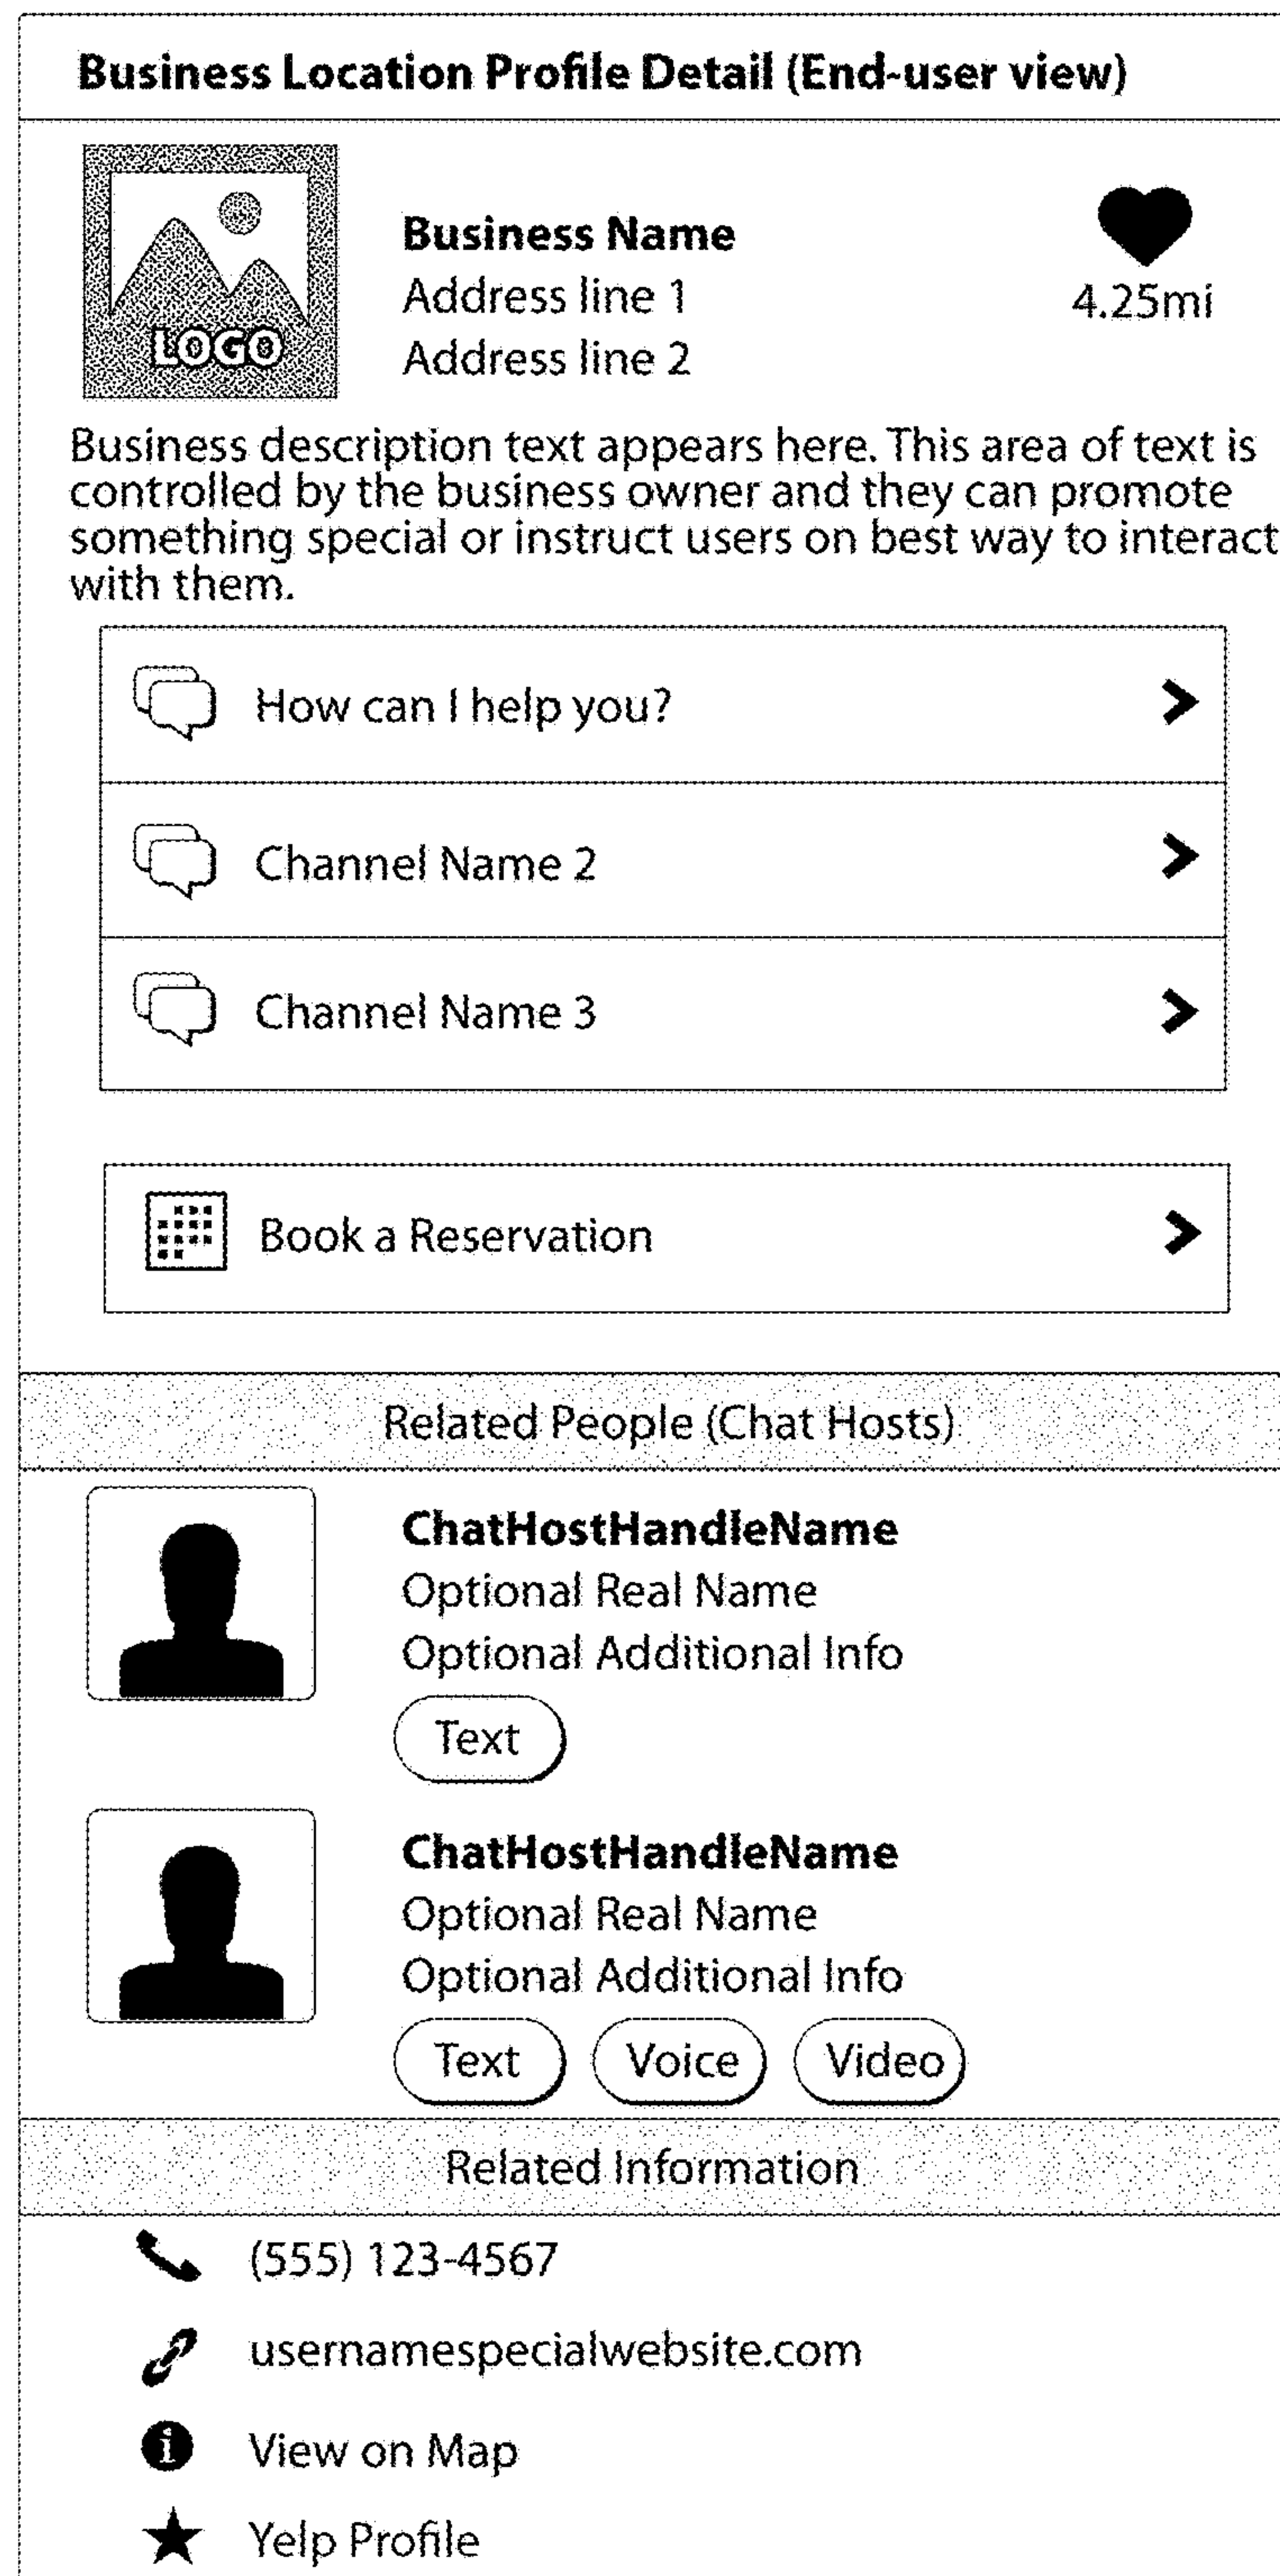 Business Location Profile Detail (End-user view)
LOGO
Business Name
Address line 1
Address line 2
4.25mi
Business description text appears here. This area of text is
controlled by the business owner and they can promote
something special or instruct users on best way to interact
with them.
How can I help you?
Channel Name 2
Channel Name 3
Book a Reservation
Related People (Chat Hosts)
ChatHostHandleName
Optional Real Name
Optional Additional Info
Text
ChatHostHandleName
Optional Real Name
Optional Additional Info
Text Voice Video
Related Information
(555) 123-4567
usernamespecialwebsite.com
View on Map
Yelp Profile